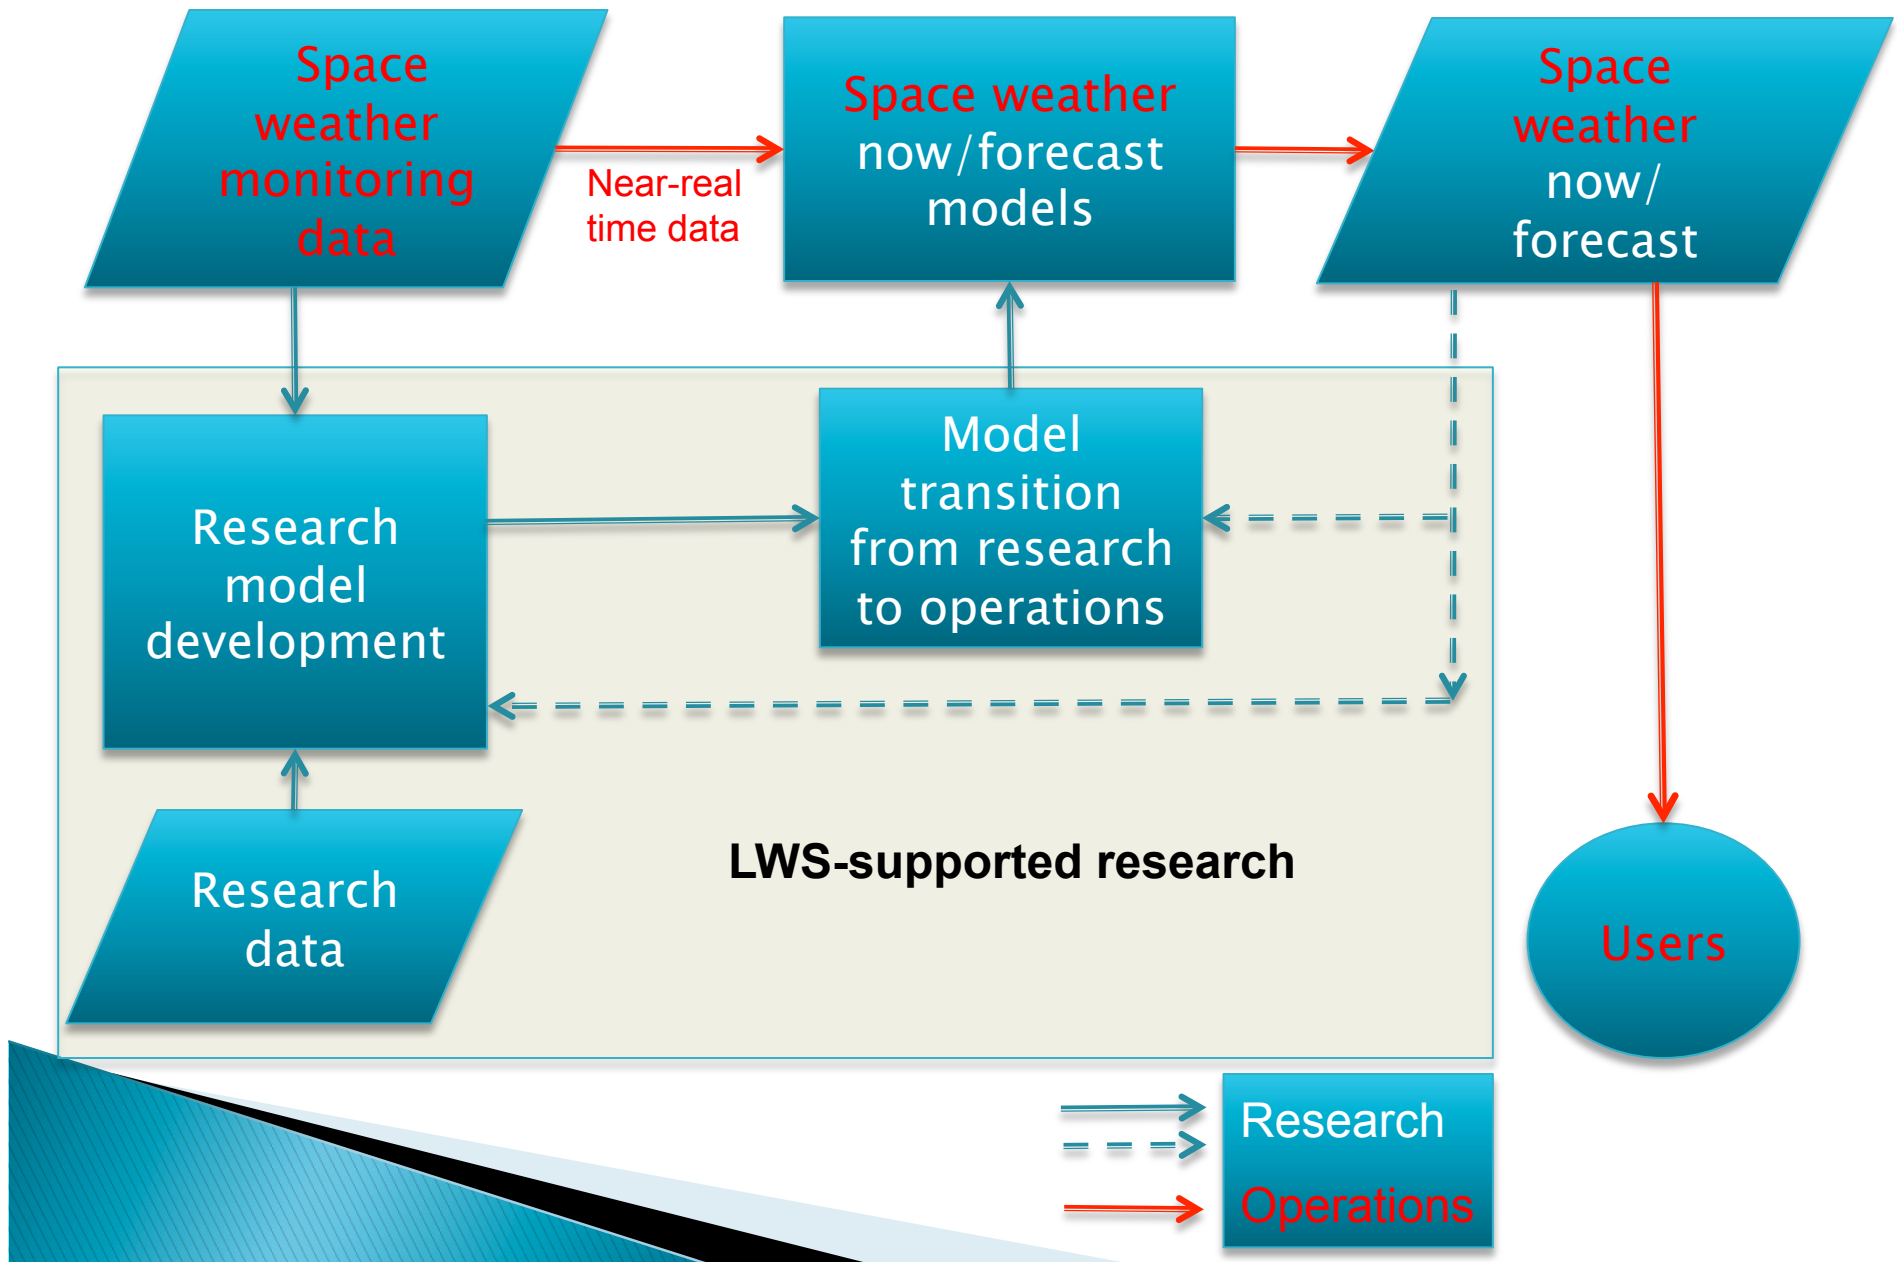 Space
weather
monitoring
data
Near-real
time data
Space weather
now/forecast
models
Space
weather
now/
forecast
Research
model
development
Model
transition
from research
to operations
Research
data
LWS-supported research
Users
Research
Operations